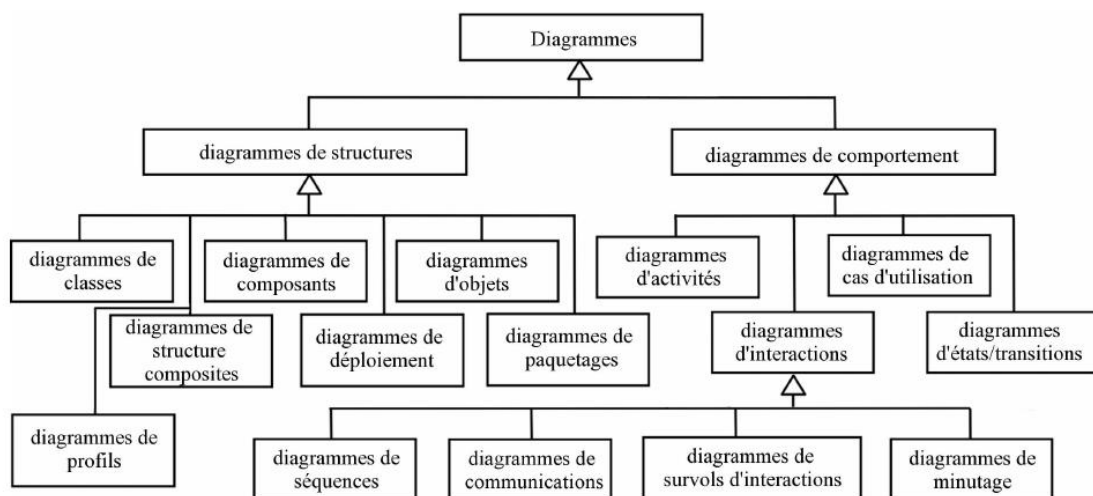 Diagrammes
diagrammes de structures
diagrammes de comportement
diagrammes de
classes
diagrammes de
composants
diagrammes
d'objets
diagrammes
d'activités
diagrammes de
cas d'utilisation
diagrammes de
structure
composites
diagrammes de
déploiement
diagrammes de
paquetages
diagrammes
d'interactions
diagrammes
d'états/transitions
diagrammes de
profils
diagrammes de
séquences
diagrammes de
communications
diagrammes de
survols d'interactions
diagrammes de
minutage